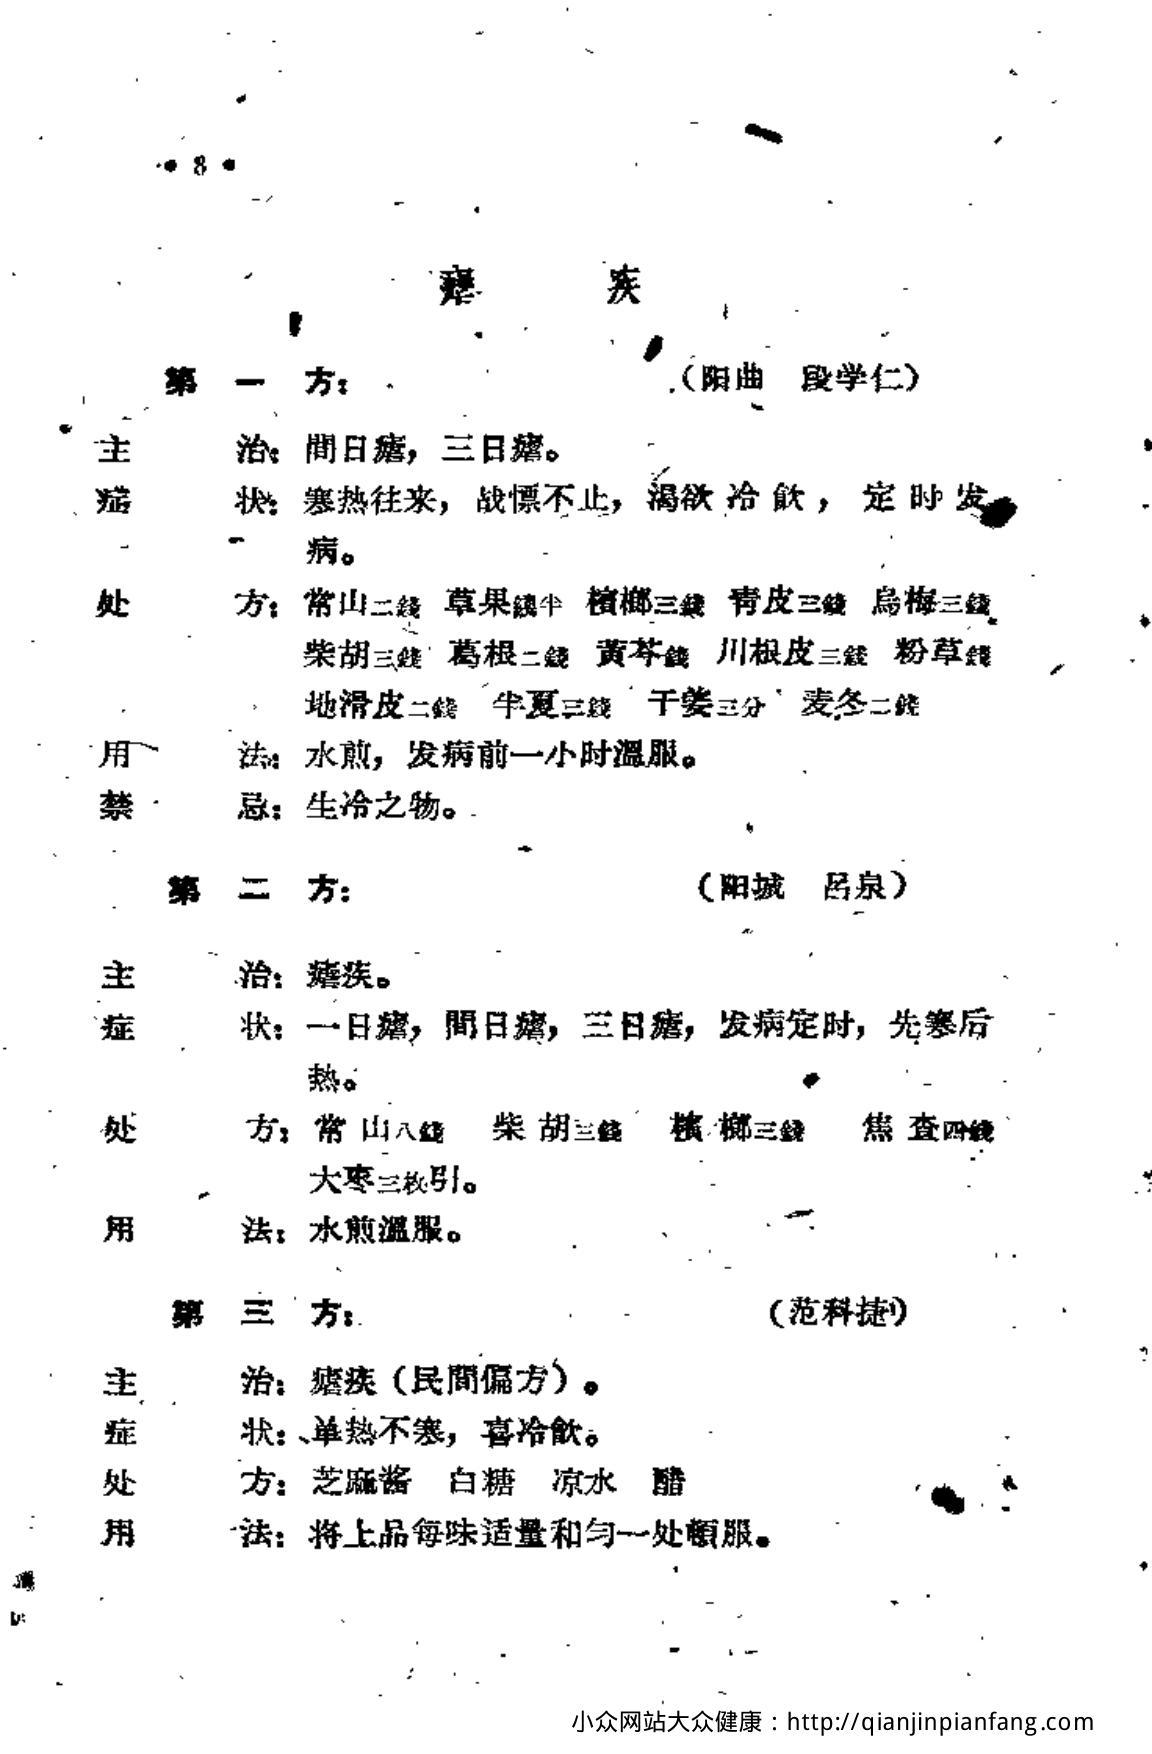 • 8 •
瘧 疾
第一方： （阳曲 段学仁）
主 治：間日瘧，三日瘧。
症 状：寒热往来，战慓不止，渴欲冷飲，定时发
病。
处 方：常山二錢 草果錢半 檳榔三錢 青皮三錢 烏梅三錢
柴胡三錢 葛根二錢 黄芩錢 川根皮三錢 粉草錢
地滑皮二錢 半夏三錢 干姜三分 麦冬二錢
用 法：水煎，发病前一小时溫服。
禁 忌：生冷之物。
第二方： （阳城 呂泉）
主 治：瘧疾。
症 状：一日瘧，間日瘧，三日瘧，发病定时，先寒后
热。
处 方：常山八錢 柴胡三錢 檳榔三錢 焦查四錢
大枣三枚引。
用 法：水煎溫服。
第三方： （范科捷）
主 治：瘧疾（民間偏方）。
症 状：单热不寒，喜冷飲。
处 方：芝麻酱 白糖 凉水 醋
用 法：将上品每味适量和匀一处頓服。
小众网站大众健康：http://qianjinpianfang.com